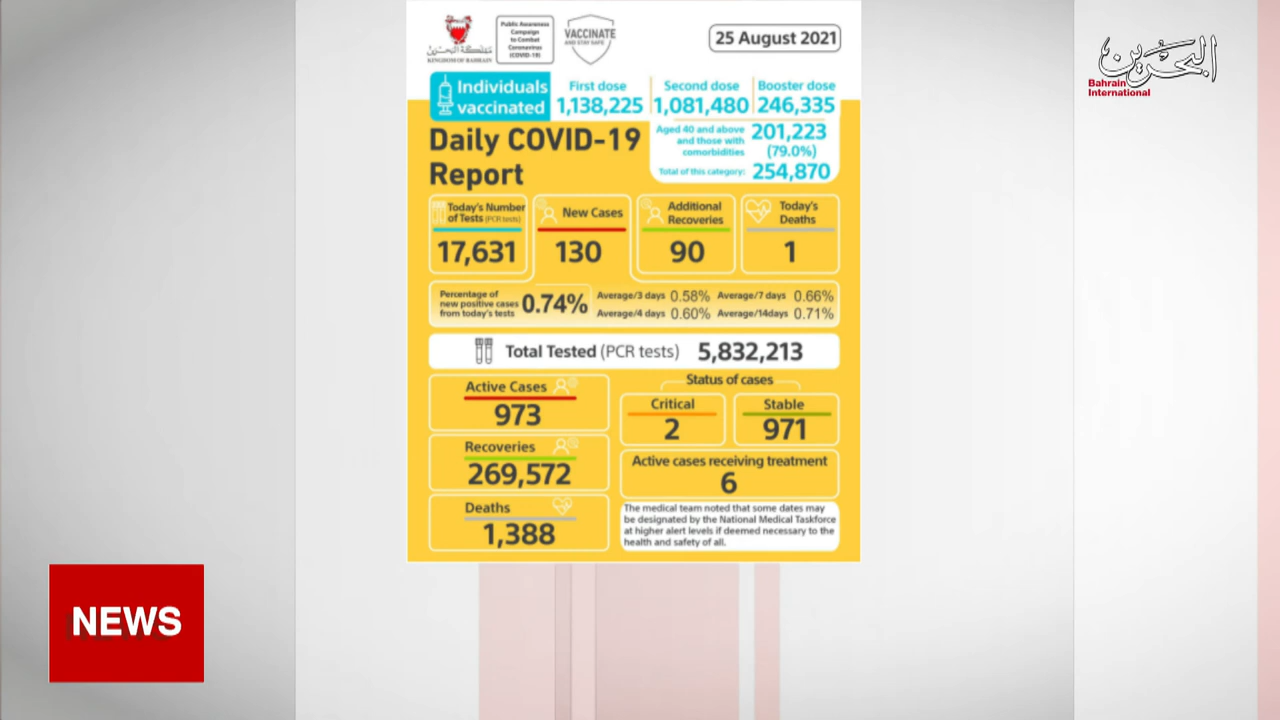 مملكة البحرين
KINGDOM OF BAHRAIN
Public Awareness
Campaign
to Combat
Coronavirus
(COVID-19)
VACCINATE
AND STAY SAFE
25 August 2021
البحرين
Bahrain
International
Individuals
vaccinated
First dose
1,138,225
Second dose
1,081,480
Booster dose
246,335
Aged 40 and above
and those with
comorbidities
201,223
(79.0%)
Total of this category:
254,870
Daily COVID-19
Report
Today's Number
of Tests (PCR tests)
17,631
New Cases
130
Additional
Recoveries
90
Today's
Deaths
1
Percentage of
new positive cases
from today's tests
0.74%
Average/3 days 0.58% Average/7 days 0.66%
Average/4 days 0.60% Average/14days 0.71%
Total Tested (PCR tests) 5,832,213
Active Cases
973
Recoveries
269,572
Deaths
1,388
Status of cases
Critical
2
Stable
971
Active cases receiving treatment
6
The medical team noted that some dates may
be designated by the National Medical Taskforce
at higher alert levels if deemed necessary to the
health and safety of all.
NEWS